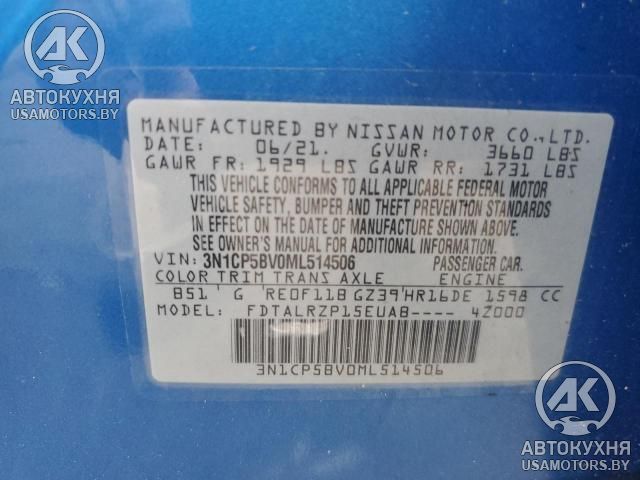 АК
АВТОКУХНЯ
USAMOTORS.BY
MANUFACTURED BY NISSAN MOTOR CO.,LTD.
DATE: 06/21. GVWR: 3660 LBS
GAWR FR: 1929 LBS GAWR RR: 1731 LBS
THIS VEHICLE CONFORMS TO ALL APPLICABLE FEDERAL MOTOR
VEHICLE SAFETY, BUMPER AND THEFT PREVENTION STANDARDS
IN EFFECT ON THE DATE OF MANUFACTURE SHOWN ABOVE.
SEE OWNER'S MANUAL FOR ADDITIONAL INFORMATION.
VIN: 3N1CP5BV0ML514506 PASSENGER CAR.
COLOR TRIM TRANS AXLE ENGINE
B51 G RE0F11B GZ39 HR16DE 1598 CC
MODEL: FDTALRZP15EUAB---- 4Z000
3N1CP5BV0ML514506
АК
АВТОКУХНЯ
USAMOTORS.BY